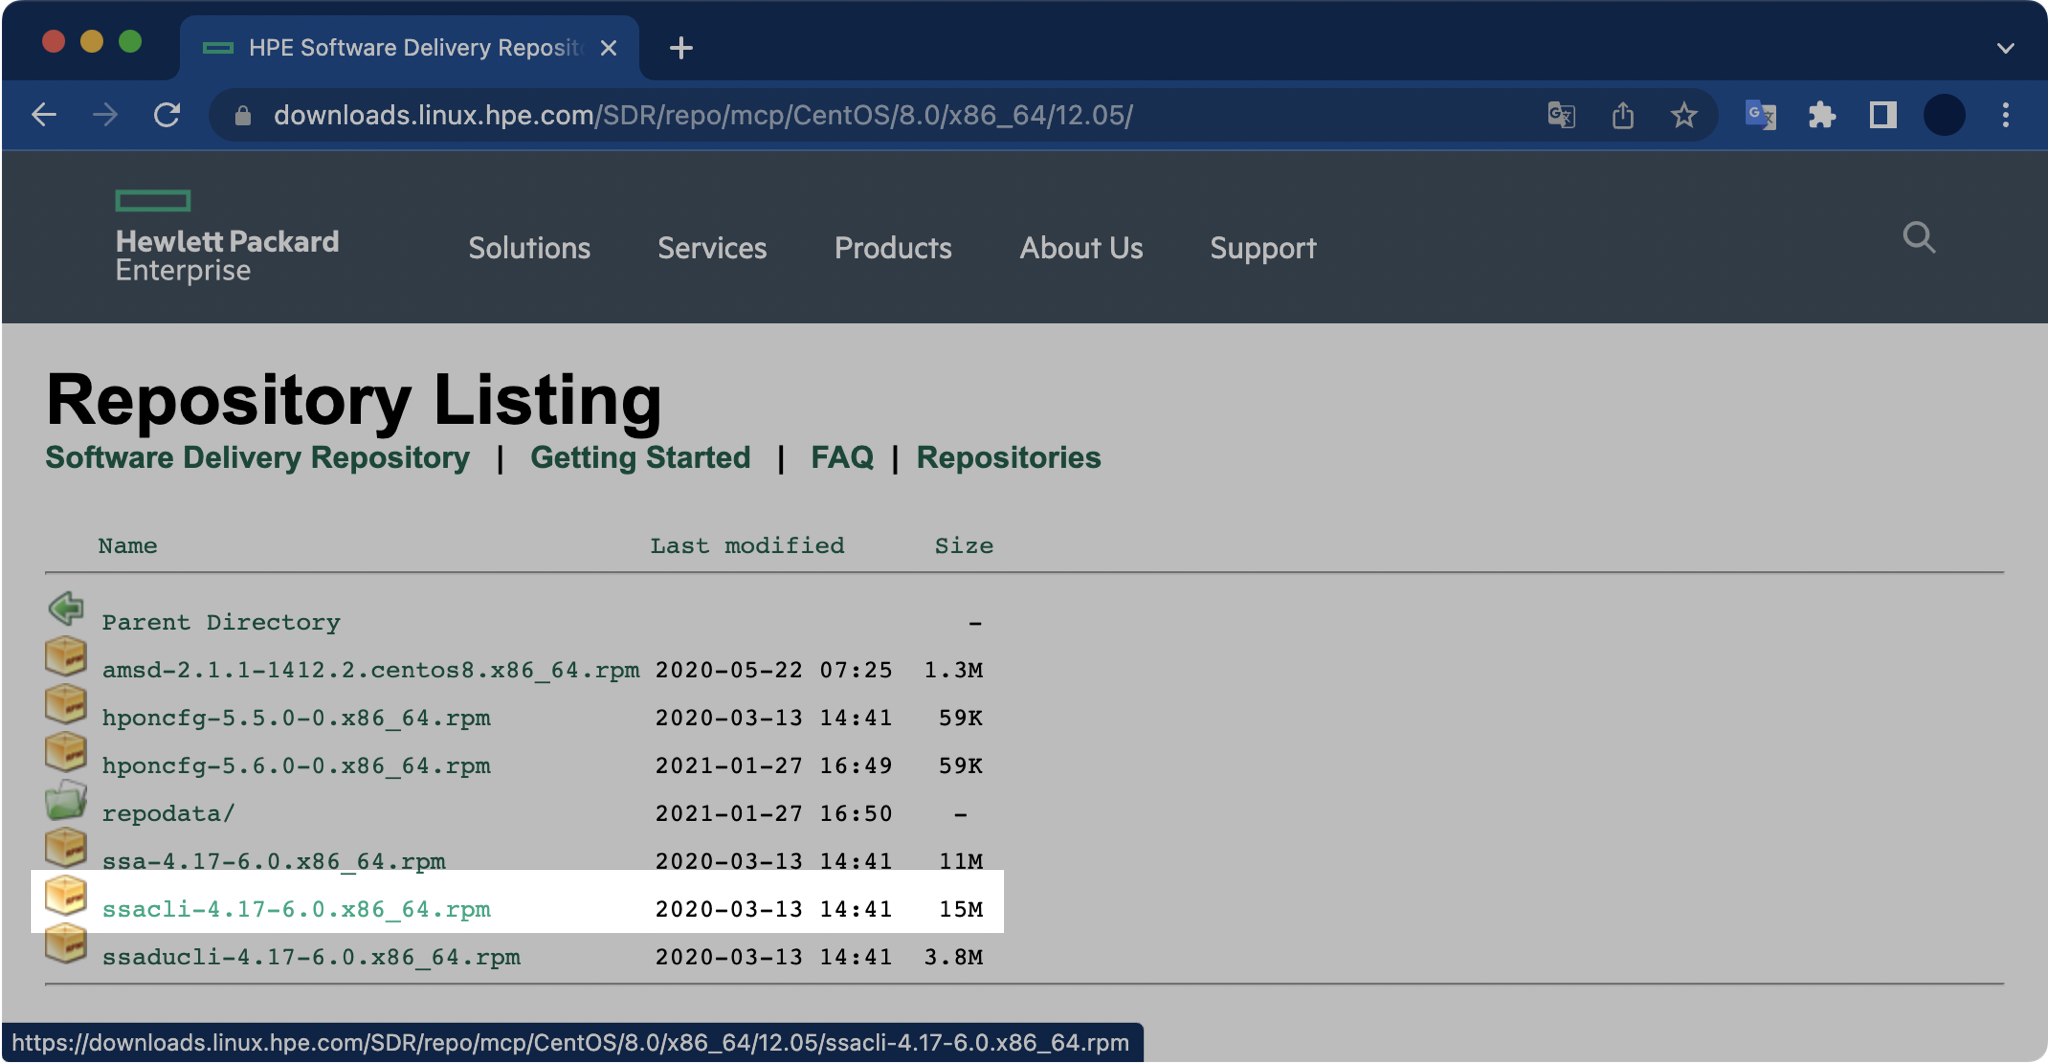 HPE Software Delivery Reposit
downloads.linux.hpe.com/SDR/repo/mcp/CentOS/8.0/x86_64/12.05/
Hewlett Packard
Enterprise
Solutions Services Products About Us Support
Repository Listing
Software Delivery Repository | Getting Started | FAQ | Repositories
Name Last modified Size
Parent Directory -
amsd-2.1.1-1412.2.centos8.x86_64.rpm 2020-05-22 07:25 1.3M
hponcfg-5.5.0-0.x86_64.rpm 2020-03-13 14:41 59K
hponcfg-5.6.0-0.x86_64.rpm 2021-01-27 16:49 59K
repodata/ 2021-01-27 16:50 -
ssa-4.17-6.0.x86_64.rpm 2020-03-13 14:41 11M
ssacli-4.17-6.0.x86_64.rpm 2020-03-13 14:41 15M
ssaducli-4.17-6.0.x86_64.rpm 2020-03-13 14:41 3.8M
https://downloads.linux.hpe.com/SDR/repo/mcp/CentOS/8.0/x86_64/12.05/ssacli-4.17-6.0.x86_64.rpm